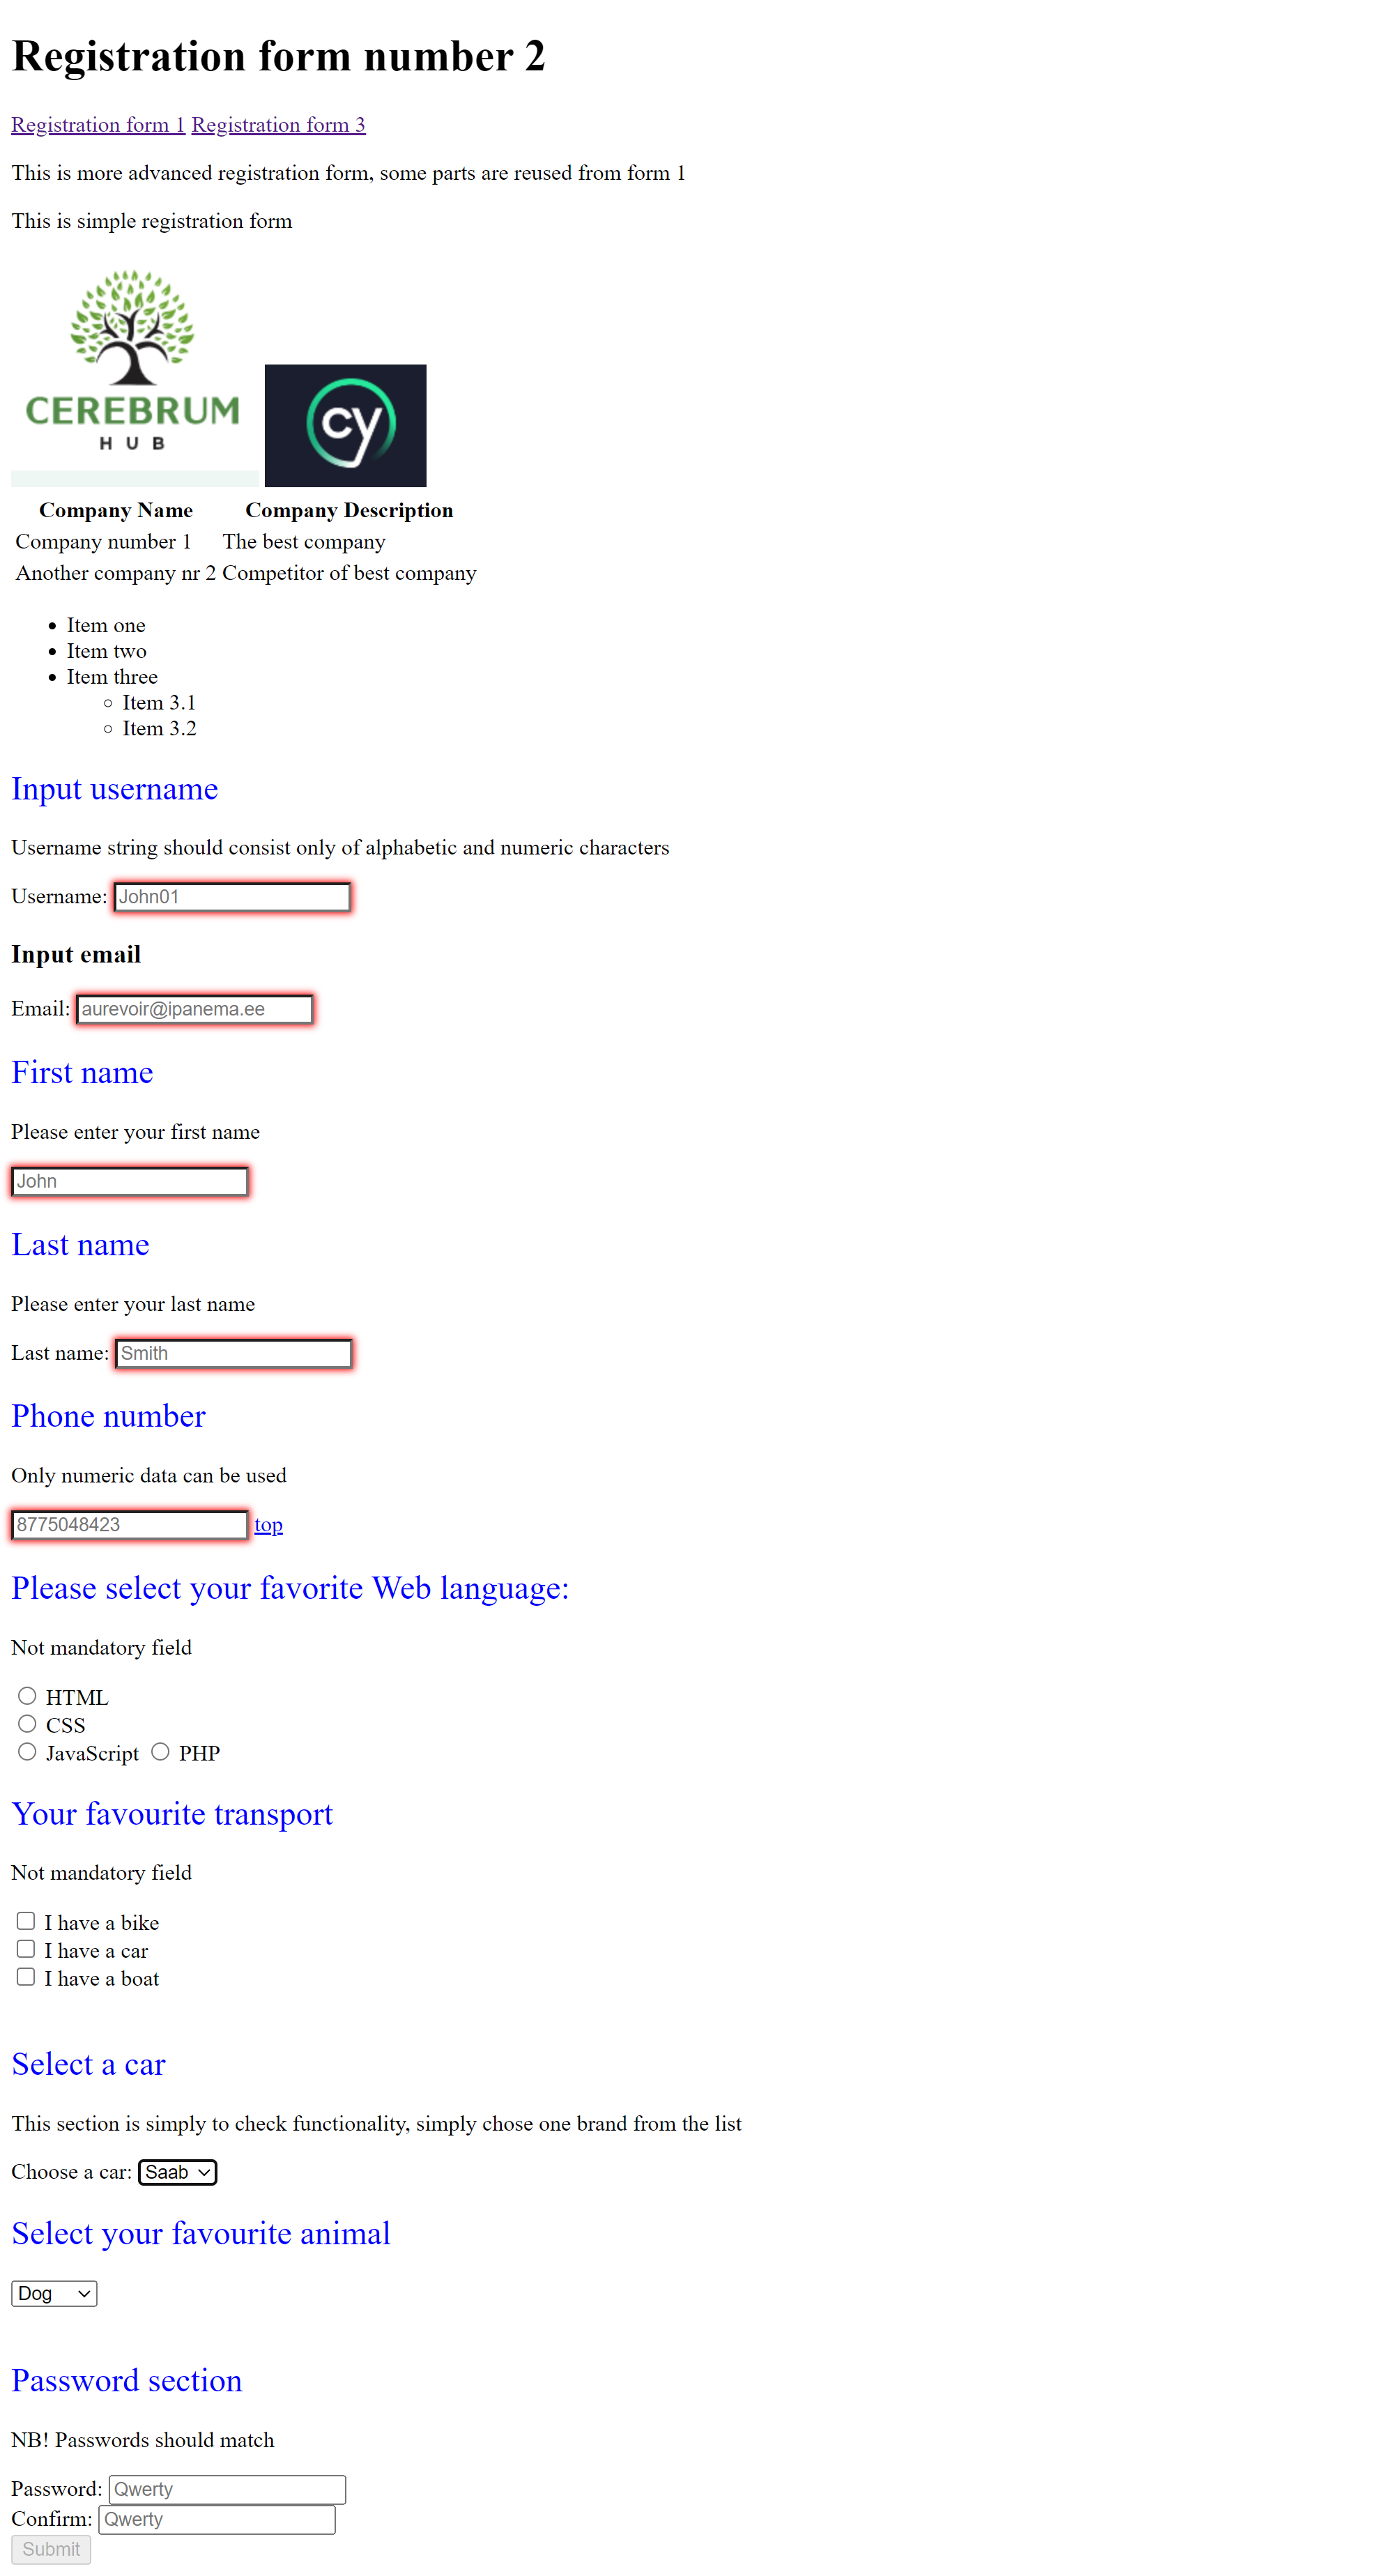 Registration form number 2
Registration form 1 Registration form 3
This is more advanced registration form, some parts are reused from form 1
This is simple registration form
CEREBRUM
HUB
cy
Company Name Company Description
Company number 1 The best company
Another company nr 2 Competitor of best company
Item one
Item two
Item three
Item 3.1
Item 3.2
Input username
Username string should consist only of alphabetic and numeric characters
Username: John01
Input email
Email: aurevoir@ipanema.ee
First name
Please enter your first name
John
Last name
Please enter your last name
Last name: Smith
Phone number
Only numeric data can be used
8775048423 top
Please select your favorite Web language:
Not mandatory field
HTML
CSS
JavaScript PHP
Your favourite transport
Not mandatory field
I have a bike
I have a car
I have a boat
Select a car
This section is simply to check functionality, simply chose one brand from the list
Choose a car: Saab
Select your favourite animal
Dog
Password section
NB! Passwords should match
Password: Qwerty
Confirm: Qwerty
Submit